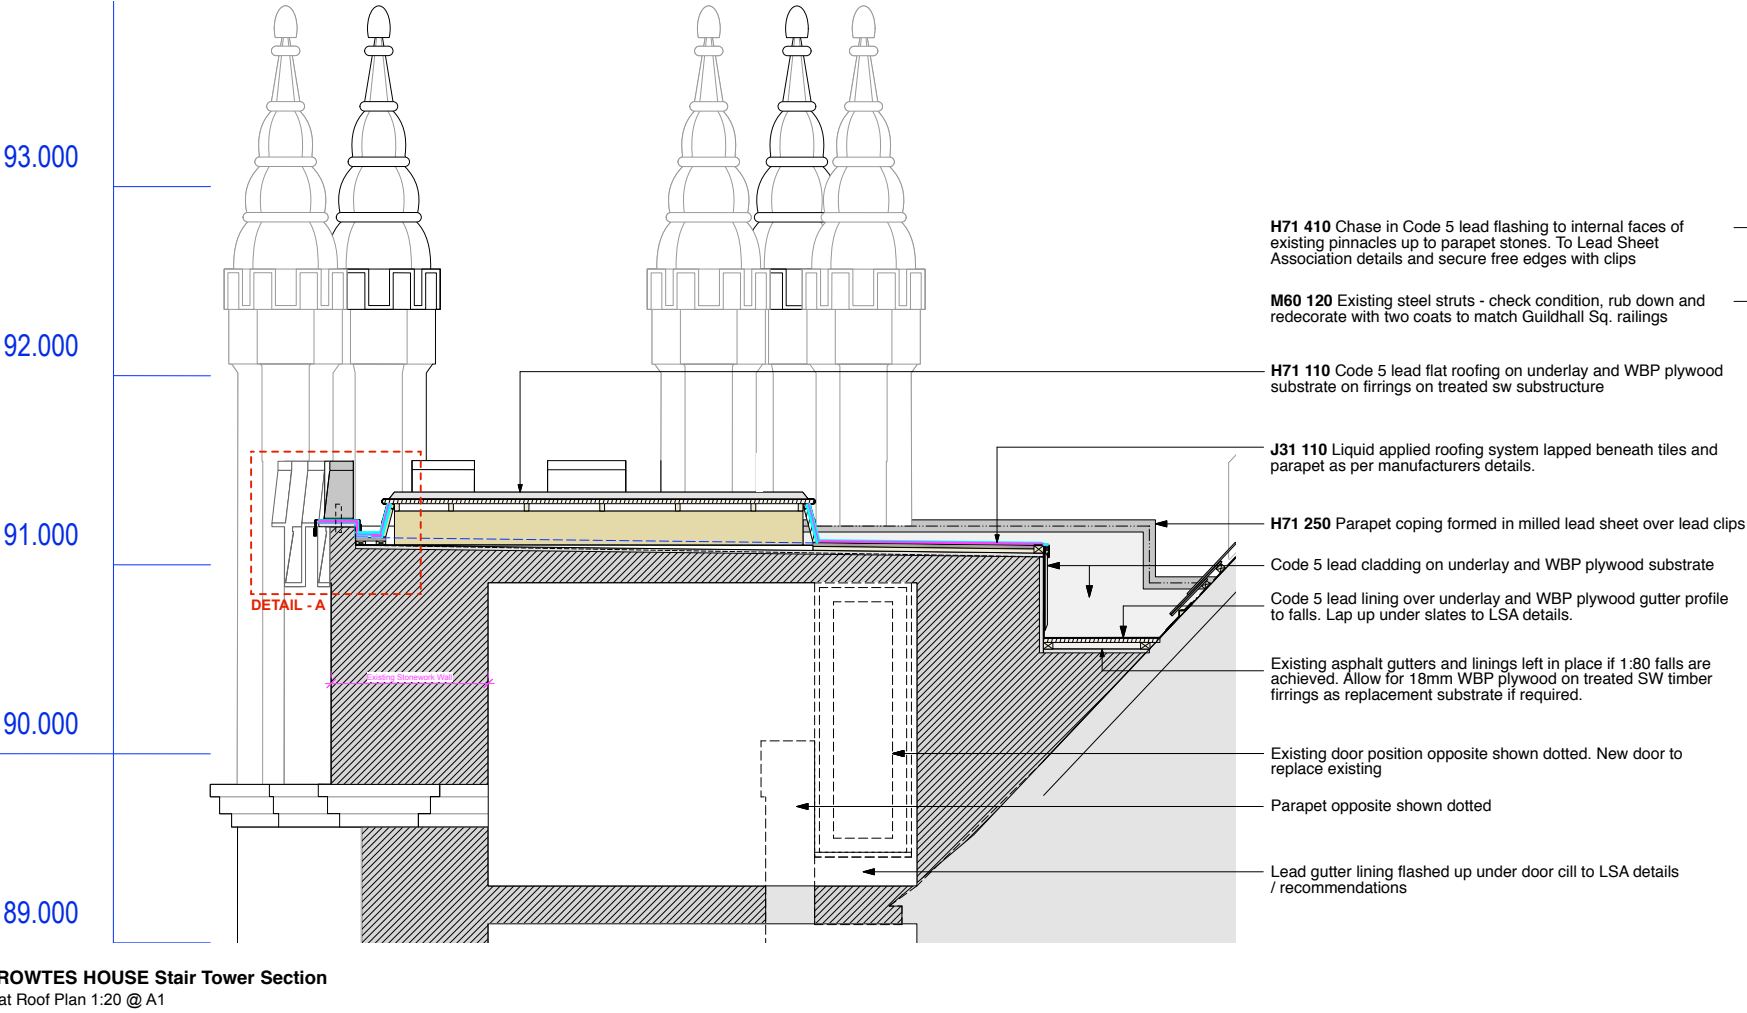 93.000
92.000
91.000
90.000
89.000
H71 410 Chase in Code 5 lead flashing to internal faces of
existing pinnacles up to parapet stones. To Lead Sheet
Association details and secure free edges with clips
M60 120 Existing steel struts - check condition, rub down and
redecorate with two coats to match Guildhall Sq. railings
H71 110 Code 5 lead flat roofing on underlay and WBP plywood
substrate on firrings on treated sw substructure
J31 110 Liquid applied roofing system lapped beneath tiles and
parapet as per manufacturers details.
H71 250 Parapet coping formed in milled lead sheet over lead clips
Code 5 lead cladding on underlay and WBP plywood substrate
Code 5 lead lining over underlay and WBP plywood gutter profile
to falls. Lap up under slates to LSA details.
Existing asphalt gutters and linings left in place if 1:80 falls are
achieved. Allow for 18mm WBP plywood on treated SW timber
firrings as replacement substrate if required.
Existing door position opposite shown dotted. New door to
replace existing
Parapet opposite shown dotted
Lead gutter lining flashed up under door cill to LSA details
/ recommendations
DETAIL - A
Existing Stonework Wall
ROWTES HOUSE Stair Tower Section
at Roof Plan 1:20 @ A1